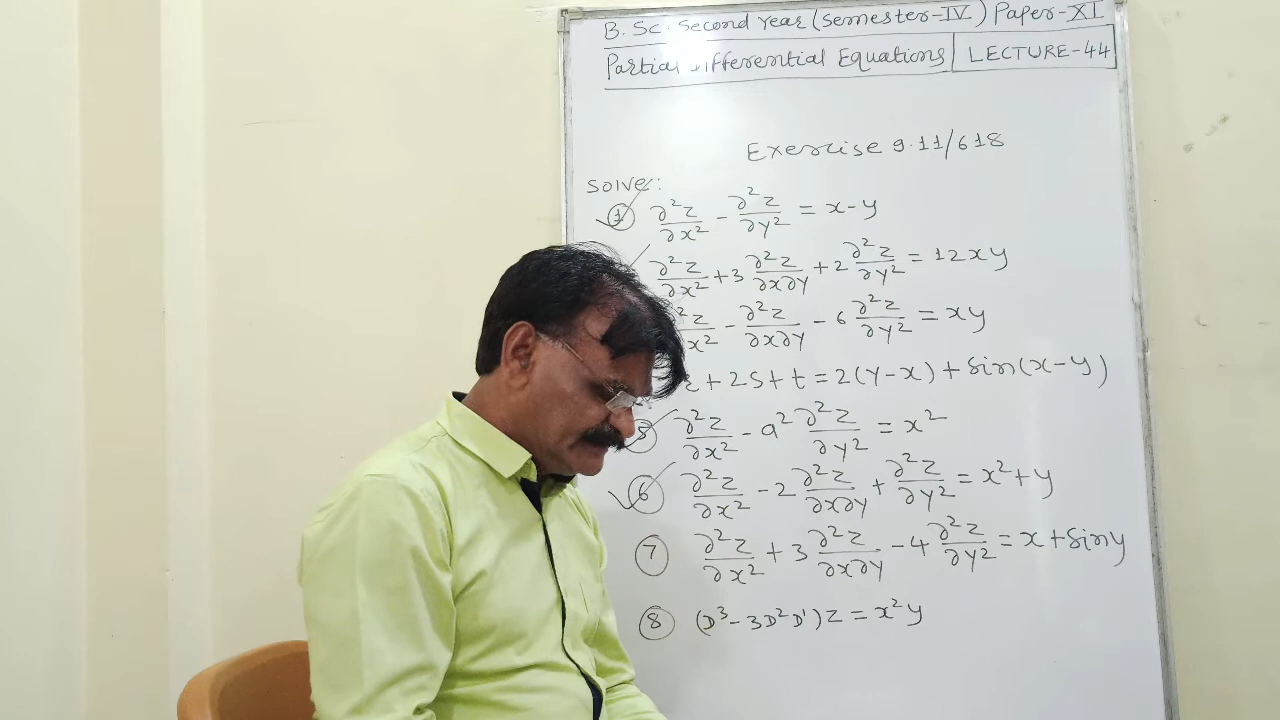 B. Sc. Second Year (Semester-IV) Paper-XI
Partial Differential Equations | LECTURE-44
Exercise 9.11/618
Solve:
① ∂²z/∂x² - ∂²z/∂y² = x-y
∂²z/∂x² + 3 ∂²z/∂x∂y + 2 ∂²z/∂y² = 12xy
∂²z/∂x² - ∂²z/∂x∂y - 6 ∂²z/∂y² = xy
+ 2s + t = 2(y-x) + sin(x-y)
⑤ ∂²z/∂x² - a² ∂²z/∂y² = x²
⑥ ∂²z/∂x² - 2 ∂²z/∂x∂y + ∂²z/∂y² = x² + y
⑦ ∂²z/∂x² + 3 ∂²z/∂x∂y - 4 ∂²z/∂y² = x + sin y
⑧ (D³ - 3D²D')z = x²y